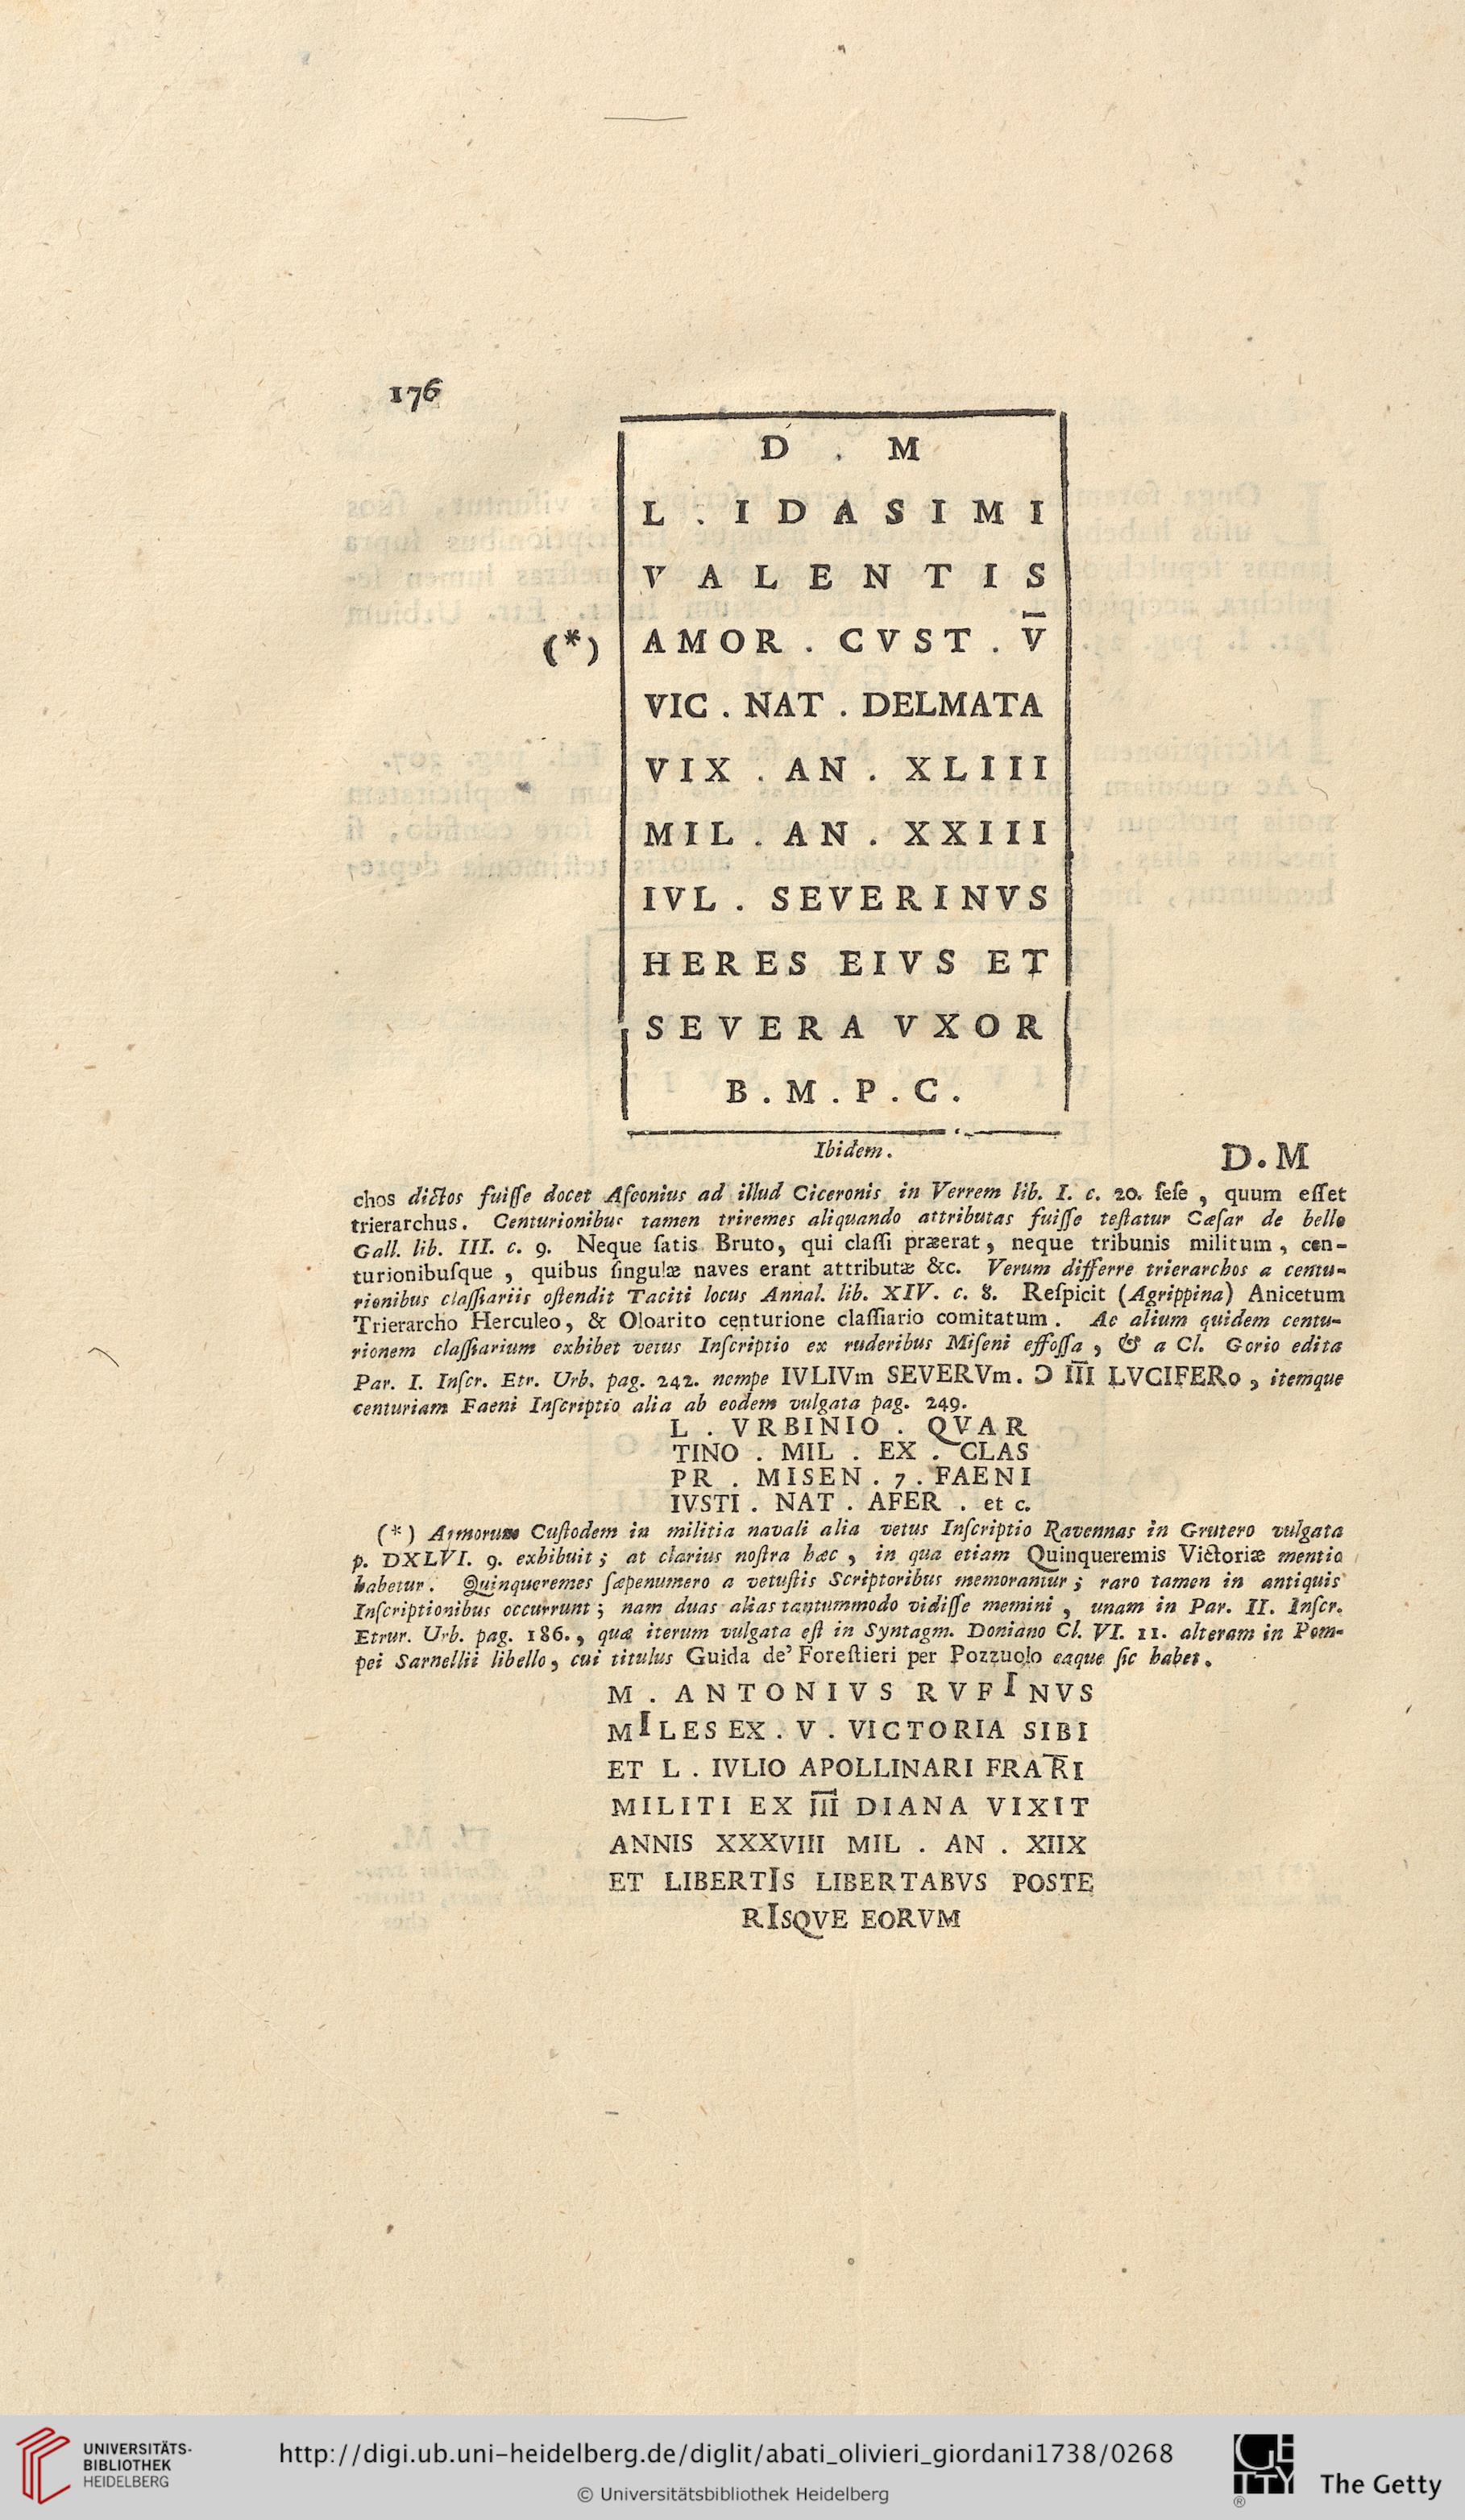 176
D . M
L . IDASIMI
VALENTIS
(*) AMOR . CVST . V̅
VIC . NAT . DELMATA
VIX . AN . XLIII
MIL . AN . XXIII
IVL . SEVERINVS
HERES EIVS ET
SEVERA VXOR
B . M . P . C .
Ibidem.
D. M
chos dictos fuiſſe docet Aſconius ad illud Ciceronis in Verrem lib. I. c. 20. ſeſe, quum eſſet
trierarchus. Centurionibus tamen triremes aliquando attributas fuiſſe teſtatur Cæſar de bello
Gall. lib. III. c. 9. Neque ſatis Bruto, qui claſſi præerat, neque tribunis militum, cen-
turionibuſque, quibus ſingulæ naves erant attributæ &c. Verum differre trierarchos a centu-
rionibus claſſiariis oſtendit Taciti locus Annal. lib. XIV. c. 8. Reſpicit (Agrippina) Anicetum
Trierarcho Herculeo, & Oloarito centurione claſſiario comitatum. Ac alium quidem centu-
rionem claſſiarium exhibet vetus Inſcriptio ex ruderibus Miſeni effoſſa, & a Cl. Gorio edita
Par. I. Inſcr. Etr. Urb. pag. 242. nempe IVLIVm SEVERVm. Ɔ I̅I̅I̅ LVCIFERo, itemque
centuriam Faeni Inſcriptio alia ab eodem vulgata pag. 249.
L . VRBINIO . QVAR
TINO . MIL . EX . CLAS
PR . MISEN . 7 . FAENI
IVSTI . NAT . AFER . et c.
(*) Armorum Cuſtodem in militia navali alia vetus Inſcriptio Ravennas in Grutero vulgata
p. DXLVI. 9. exhibuit; at clarius noſtra hæc, in qua etiam Quinqueremis Victoriæ mentio
habetur. Quinqueremes ſæpenumero a vetuſtis Scriptoribus memorantur; raro tamen in antiquis
Inſcriptionibus occurrunt; nam duas alias tantummodo vidiſſe memini, unam in Par. II. Inſcr.
Etrur. Urb. pag. 186., quæ iterum vulgata eſt in Syntagm. Doniano Cl. VI. 11. alteram in Pom-
pei Sarnellii libello, cui titulus Guida de' Foreſtieri per Pozzuolo eaque ſic habet.
M . ANTONIVS RVFINVS
MILES EX . V . VICTORIA SIBI
ET L . IVLIO APOLLINARI FRATRI
MILITI EX I̅I̅I̅ DIANA VIXIT
ANNIS XXXVIII MIL . AN . XIIX
ET LIBERTIS LIBERTABVS POSTE
RISQVE EORVM
UNIVERSITÄTS-
BIBLIOTHEK
HEIDELBERG
http://digi.ub.uni-heidelberg.de/diglit/abati_olivieri_giordani1738/0268
© Universitätsbibliothek Heidelberg
GETTY
®
The Getty